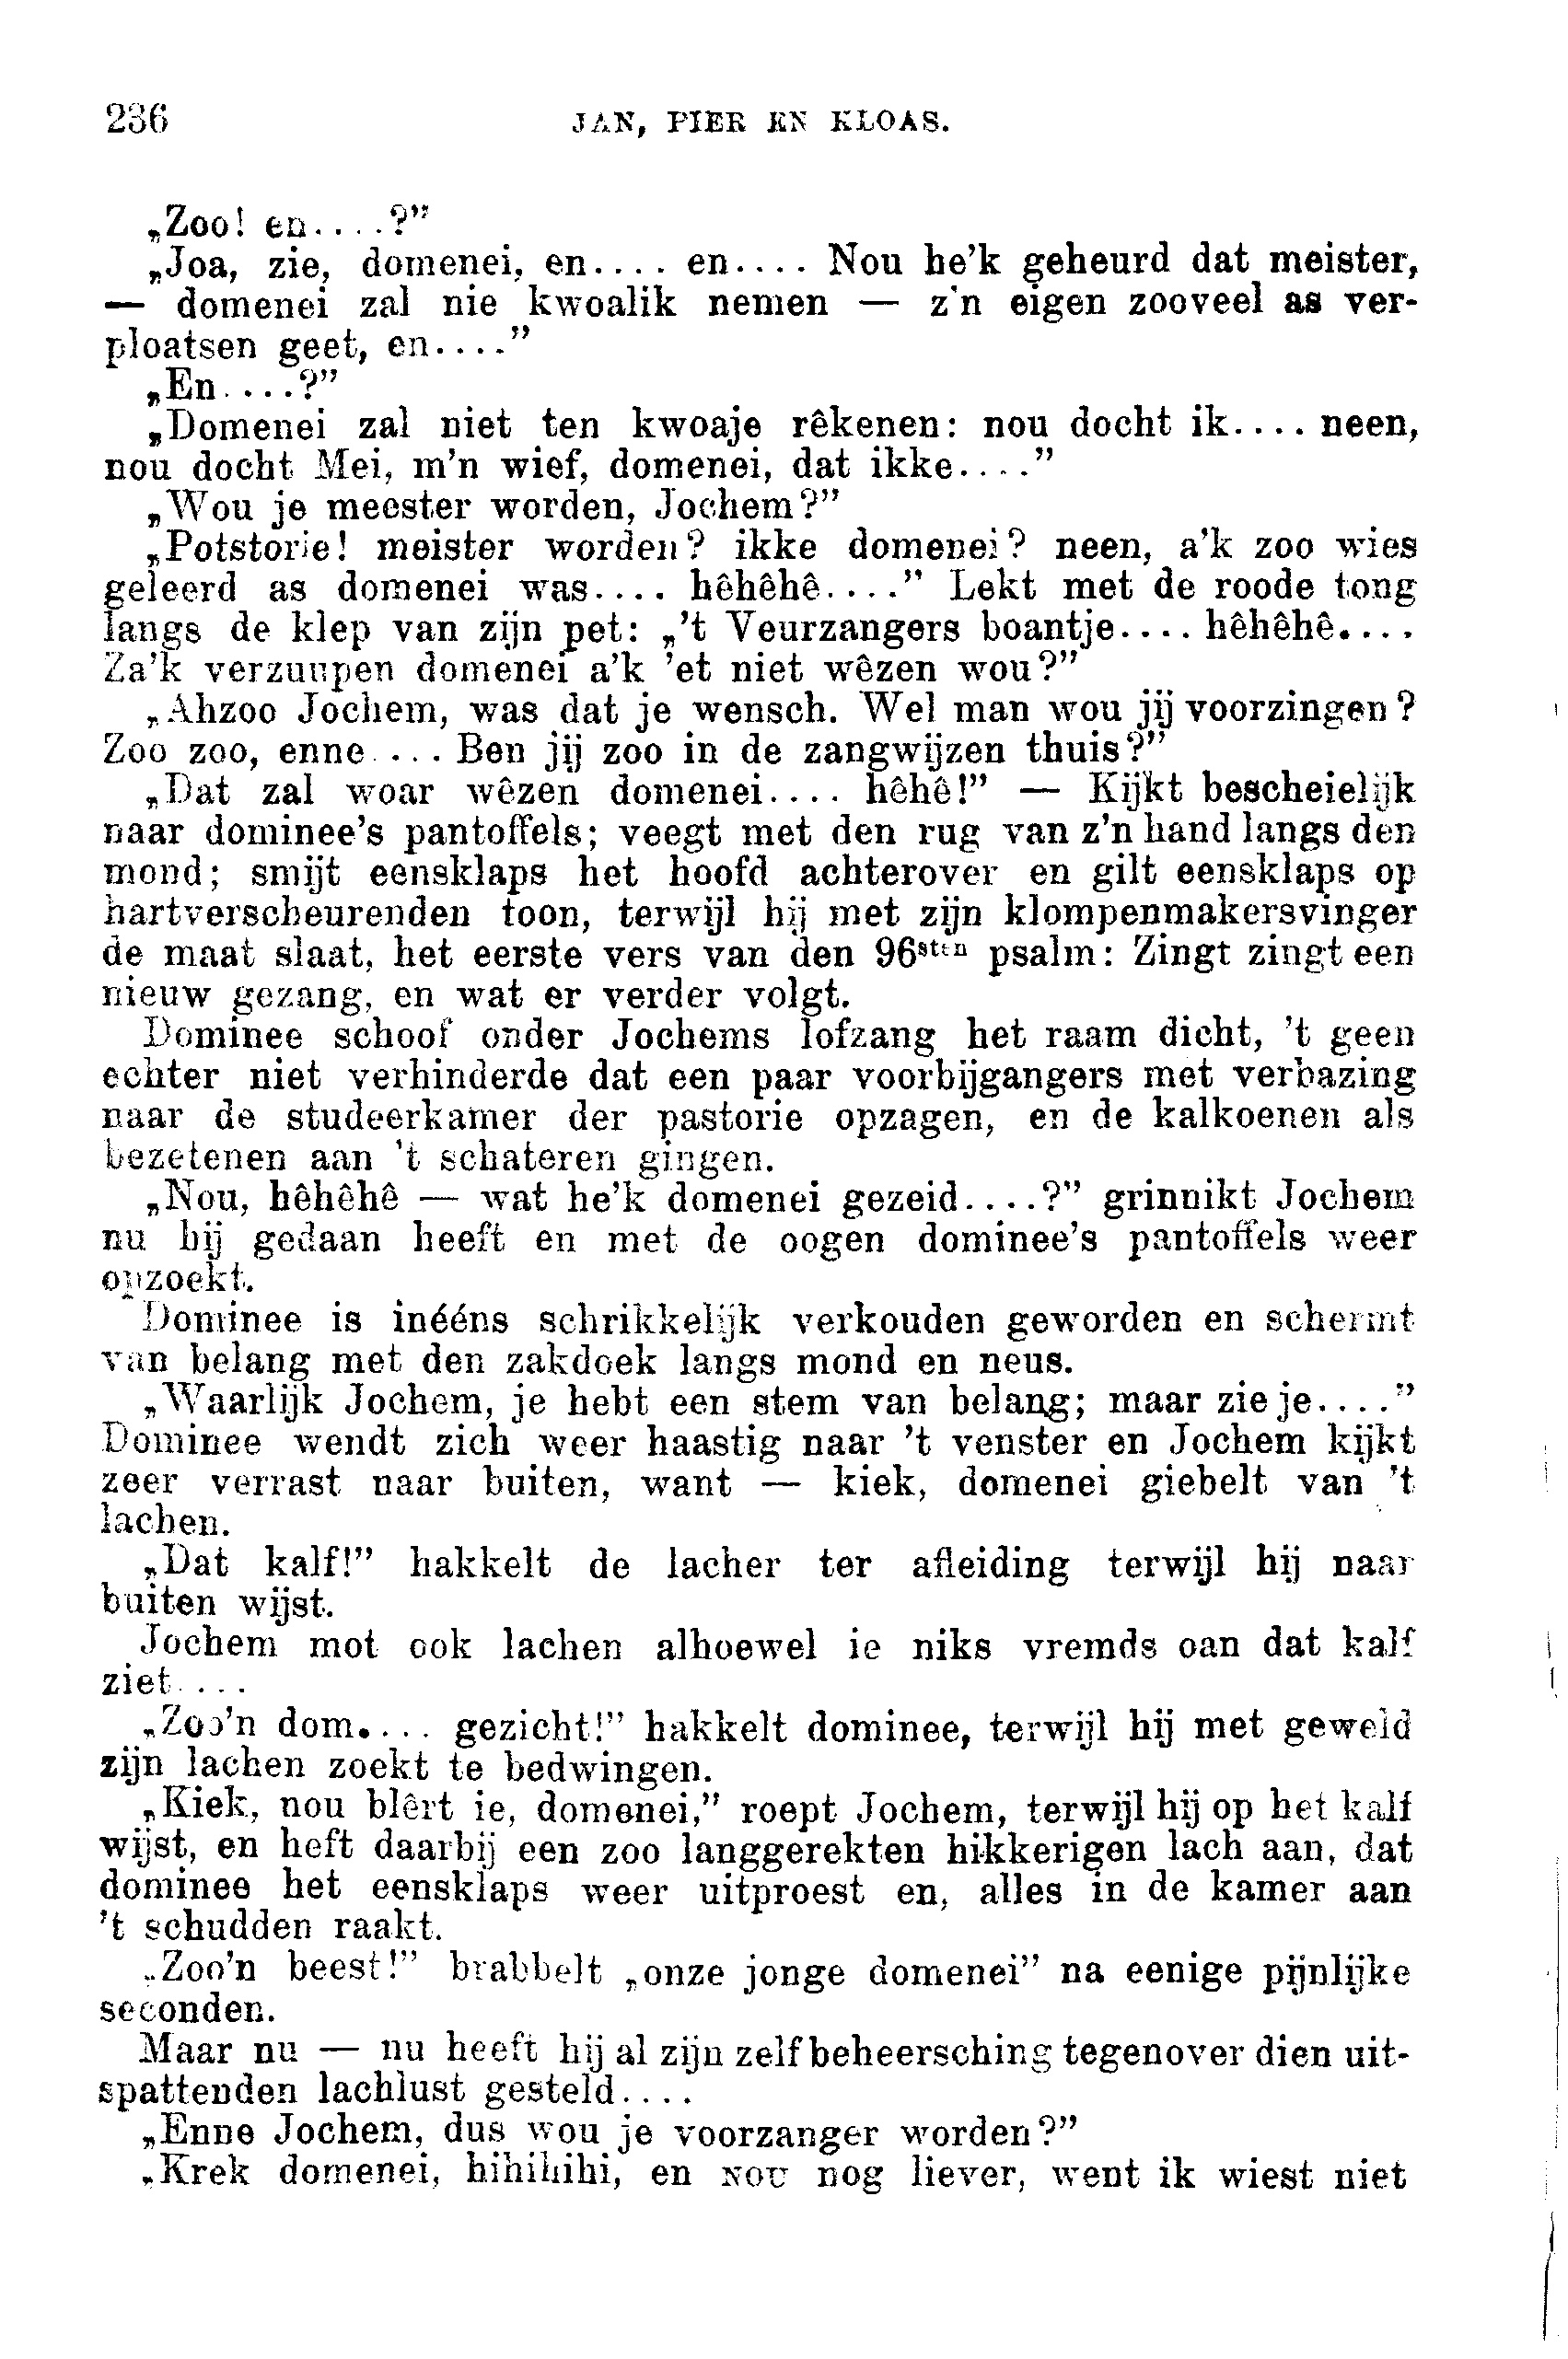 236
JAN, PIER EN KLOAS.
„Zoo! en....?”
„Joa, zie, domenei, en.... en.... Nou he'k geheurd dat meister,
— domenei zal nie kwoalik nemen — z'n eigen zooveel as ver-
ploatsen geet, en....”
„En....?”
„Domenei zal niet ten kwoaje rêkenen: nou docht ik.... neen,
nou docht Mei, m'n wief, domenei, dat ikke....”
„Wou je meester worden, Jochem?”
„Potstorie! meister worden? ikke domenei? neen, a'k zoo wies
geleerd as domenei was.... hêhêhê....” Lekt met de roode tong
langs de klep van zijn pet: „'t Veurzangers boantje.... hêhêhê....
Za'k verzuupen domenei a'k 'et niet wêzen wou?”
„Ahzoo Jochem, was dat je wensch. Wel man wou jij voorzingen?
Zoo zoo, enne.... Ben jij zoo in de zangwijzen thuis?”
„Dat zal woar wêzen domenei.... hêhê!” — Kijkt bescheielijk
naar dominee's pantoffels; veegt met den rug van z'n hand langs den
mond; smijt eensklaps het hoofd achterover en gilt eensklaps op
hartverscheurenden toon, terwijl hij met zijn klompenmakersvinger
de maat slaat, het eerste vers van den 96sten psalm: Zingt zingt een
nieuw gezang, en wat er verder volgt.
Dominee schoof onder Jochems lofzang het raam dicht, 't geen
echter niet verhinderde dat een paar voorbijgangers met verbazing
naar de studeerkamer der pastorie opzagen, en de kalkoenen als
bezetenen aan 't schateren gingen.
„Nou, hêhêhê — wat he'k domenei gezeid....?” grinnikt Jochem
nu hij gedaan heeft en met de oogen dominee's pantoffels weer
opzoekt.
Dominee is inééns schrikkelijk verkouden geworden en schermt
van belang met den zakdoek langs mond en neus.
„Waarlijk Jochem, je hebt een stem van belang; maar zie je....”
Dominee wendt zich weer haastig naar 't venster en Jochem kijkt
zeer verrast naar buiten, want — kiek, domenei giebelt van 't
lachen.
„Dat kalf!” hakkelt de lacher ter afleiding terwijl hij naar
buiten wijst.
Jochem mot ook lachen alhoewel ie niks vremds oan dat kalf
ziet....
„Zoo'n dom.... gezicht!” hakkelt dominee, terwijl hij met geweld
zijn lachen zoekt te bedwingen.
„Kiek, nou blêrt ie, domenei,” roept Jochem, terwijl hij op het kalf
wijst, en heft daarbij een zoo langgerekten hikkerigen lach aan, dat
dominee het eensklaps weer uitproest en, alles in de kamer aan
't schudden raakt.
„Zoo'n beest!” brabbelt „onze jonge domenei” na eenige pijnlijke
seconden.
Maar nu — nu heeft hij al zijn zelfbeheersching tegenover dien uit-
spattenden lachlust gesteld....
„Enne Jochem, dus wou je voorzanger worden?”
„Krek domenei, hihihihi, en NOU nog liever, went ik wiest niet